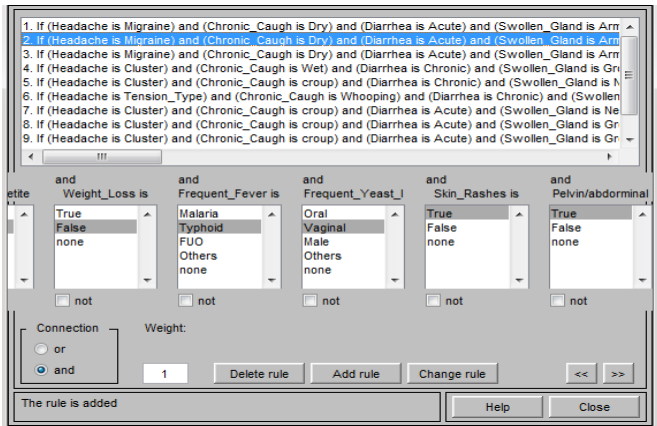 1. If (Headache is Migraine) and (Chronic_Caugh is Dry) and (Diarrhea is Acute) and (Swollen_Gland is Arm
2. If (Headache is Migraine) and (Chronic_Caugh is Dry) and (Diarrhea is Acute) and (Swollen_Gland is Arm
3. If (Headache is Migraine) and (Chronic_Caugh is Dry) and (Diarrhea is Acute) and (Swollen_Gland is Arm
4. If (Headache is Cluster) and (Chronic_Caugh is Wet) and (Diarrhea is Chronic) and (Swollen_Gland is Gr
5. If (Headache is Cluster) and (Chronic_Caugh is croup) and (Diarrhea is Chronic) and (Swollen_Gland is N
6. If (Headache is Tension_Type) and (Chronic_Caugh is Whooping) and (Diarrhea is Chronic) and (Swollen
7. If (Headache is Cluster) and (Chronic_Caugh is croup) and (Diarrhea is Acute) and (Swollen_Gland is Ne
8. If (Headache is Cluster) and (Chronic_Caugh is croup) and (Diarrhea is Acute) and (Swollen_Gland is Gr
9. If (Headache is Cluster) and (Chronic_Caugh is croup) and (Diarrhea is Acute) and (Swollen_Gland is Gr
and and and and and
etite Weight_Loss is Frequent_Fever is Frequent_Yeast_I Skin_Rashes is Pelvin/abdorminal
True Malaria Oral True True
False Typhoid Vaginal False False
none FUO Male none none
Others Others
none none
not not not not not
Connection Weight:
or
and 1 Delete rule Add rule Change rule << >>
The rule is added Help Close